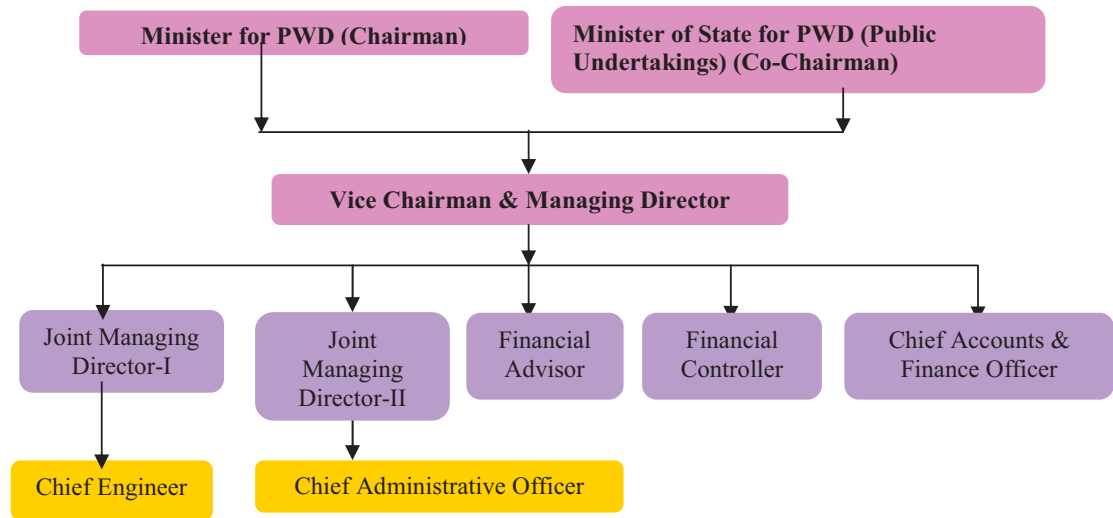 Minister for PWD (Chairman)
Minister of State for PWD (Public
Undertakings) (Co-Chairman)
Vice Chairman & Managing Director
Joint Managing
Director-I
Joint
Managing
Director-II
Financial
Advisor
Financial
Controller
Chief Accounts &
Finance Officer
Chief Engineer
Chief Administrative Officer